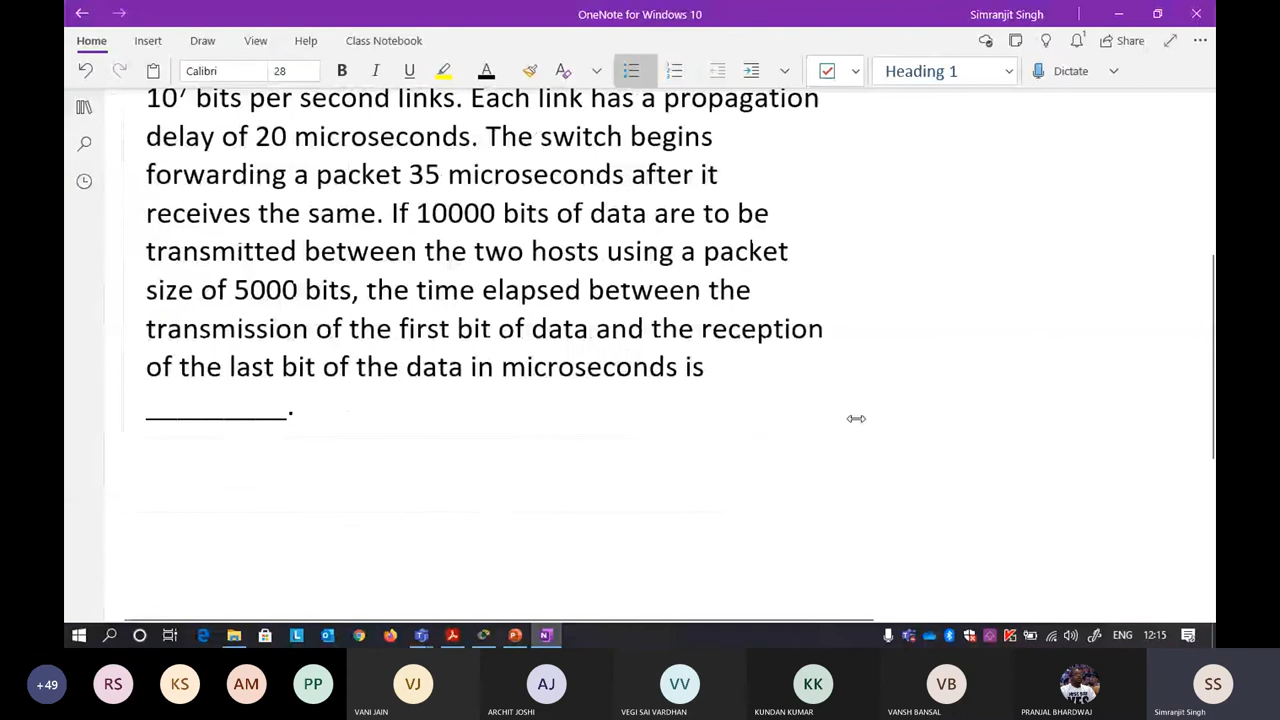 OneNote for Windows 10
Simranjit Singh
Home Insert Draw View Help Class Notebook
Share
Calibri 28 B I U A Heading 1 Dictate
10⁷ bits per second links. Each link has a propagation
delay of 20 microseconds. The switch begins
forwarding a packet 35 microseconds after it
receives the same. If 10000 bits of data are to be
transmitted between the two hosts using a packet
size of 5000 bits, the time elapsed between the
transmission of the first bit of data and the reception
of the last bit of the data in microseconds is
_________.
ENG 12:15
+49 RS KS AM PP VJ AJ VV KK VB SS
VANI JAIN ARCHIT JOSHI VEGI SAI VARDHAN KUNDAN KUMAR VANSH BANSAL PRANJAL BHARDWAJ Simranjit Singh